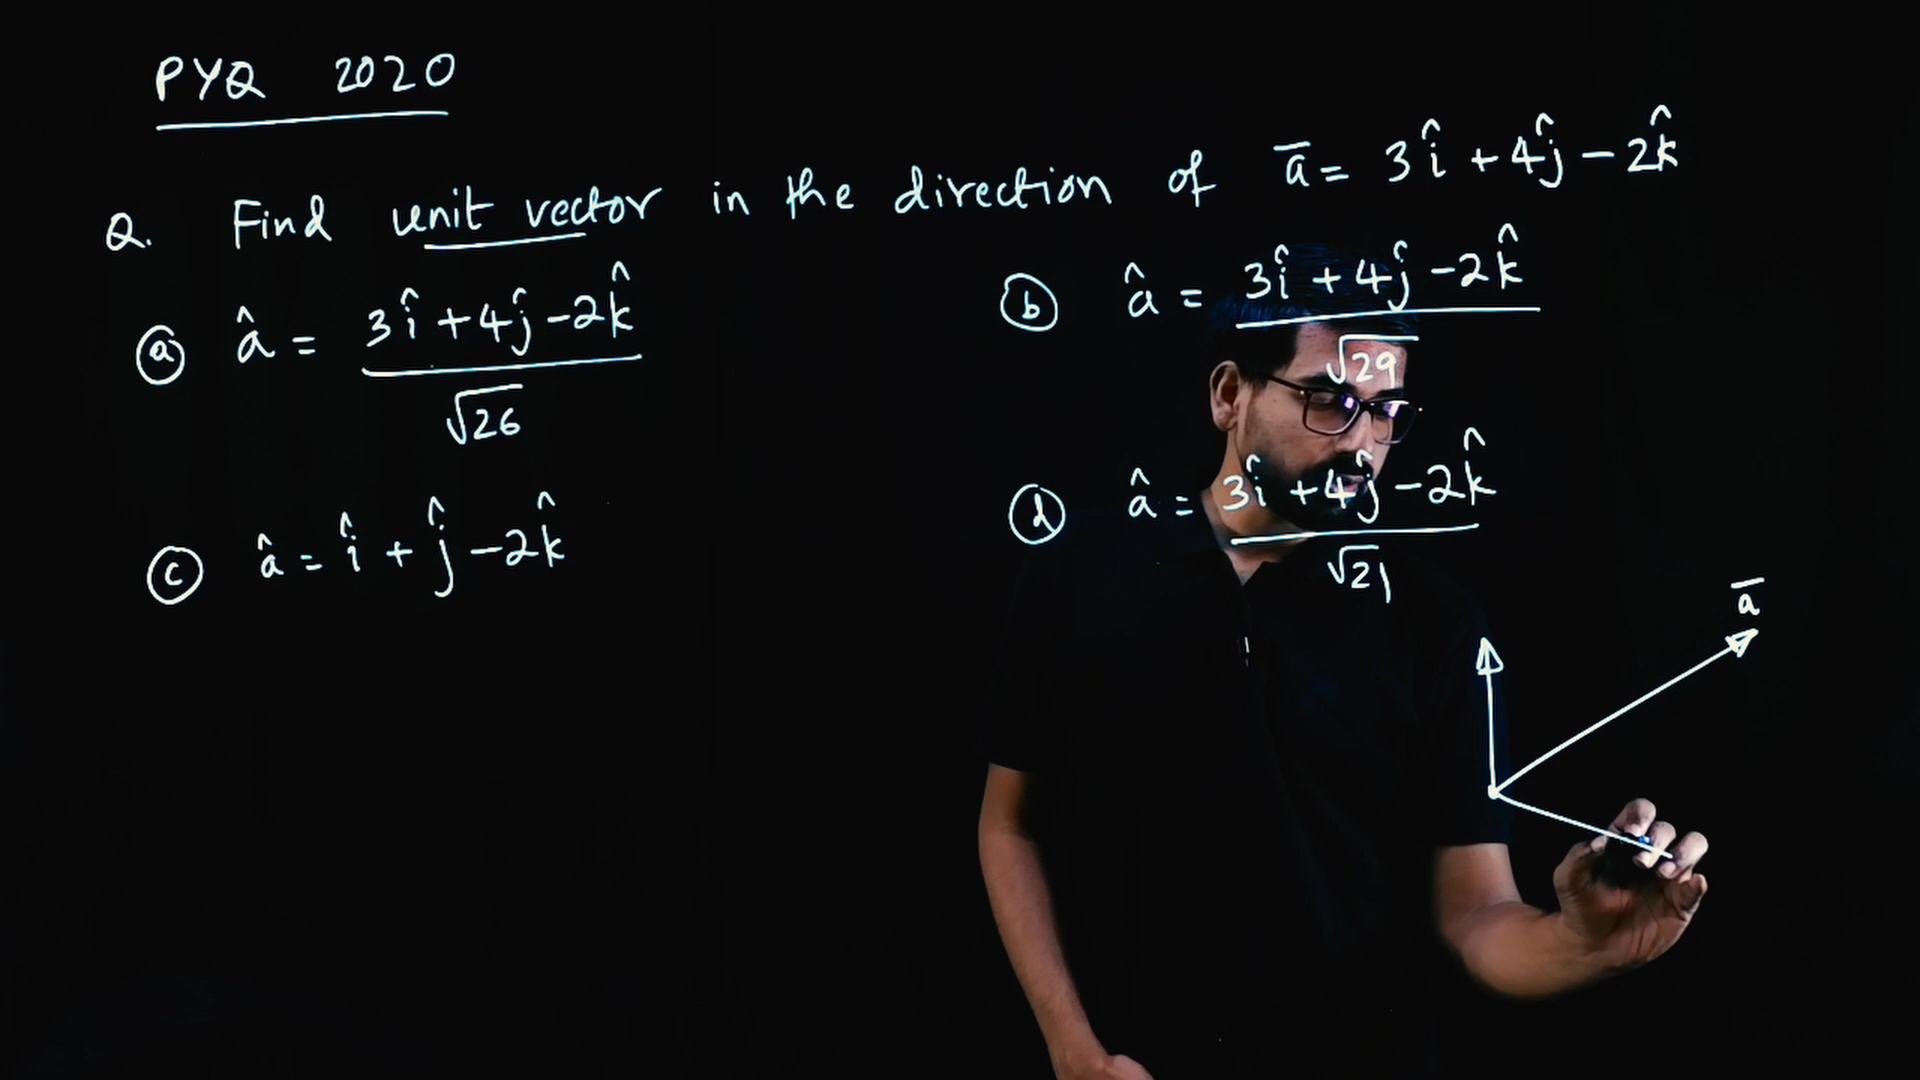 PYQ 2020
Q. Find unit vector in the direction of a̅ = 3î + 4ĵ − 2k̂
ⓐ â = (3î + 4ĵ − 2k̂)/√26
ⓑ â = (3î + 4ĵ − 2k̂)/√29
ⓒ â = î + ĵ − 2k̂
ⓓ â = (3î + 4ĵ − 2k̂)/√21
a̅